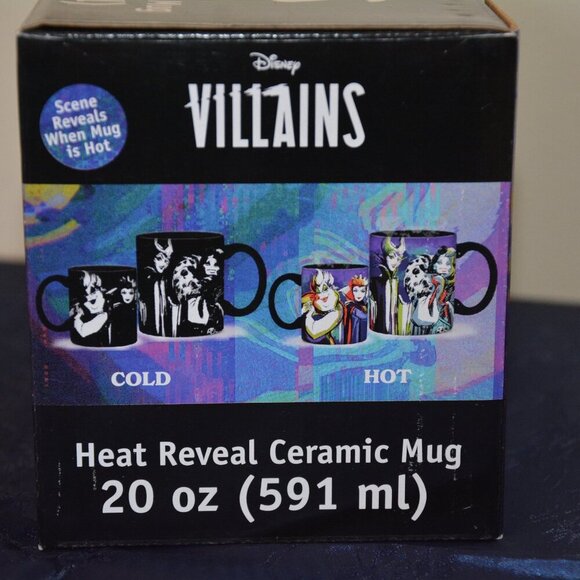 Disney
VILLAINS
Scene
Reveals
When Mug
is Hot
COLD
HOT
Heat Reveal Ceramic Mug
20 oz (591 ml)